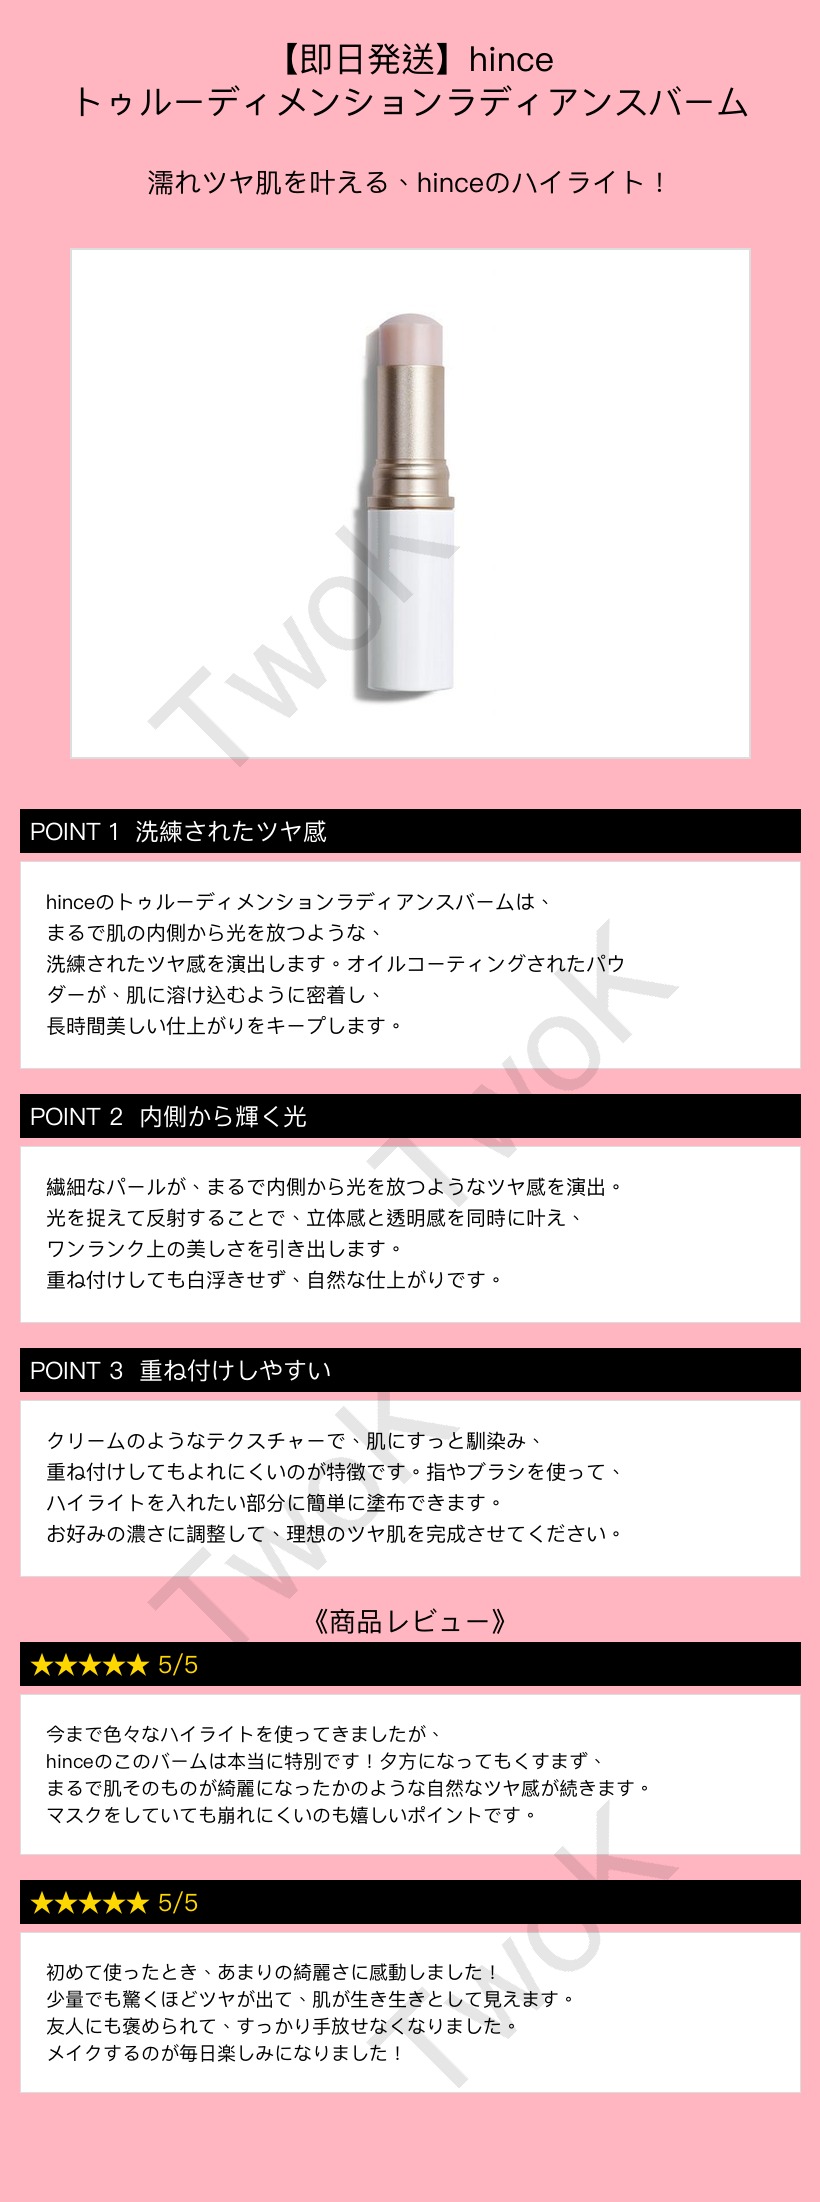 【即日発送】hince
トゥルーディメンションラディアンスバーム
濡れツヤ肌を叶える、hinceのハイライト！
TwoK
POINT 1 洗練されたツヤ感
hinceのトゥルーディメンションラディアンスバームは、
まるで肌の内側から光を放つような、
洗練されたツヤ感を演出します。オイルコーティングされたパウ
ダーが、肌に溶け込むように密着し、
長時間美しい仕上がりをキープします。
TwoK
POINT 2 内側から輝く光
繊細なパールが、まるで内側から光を放つようなツヤ感を演出。
光を捉えて反射することで、立体感と透明感を同時に叶え、
ワンランク上の美しさを引き出します。
重ね付けしても白浮きせず、自然な仕上がりです。
POINT 3 重ね付けしやすい
クリームのようなテクスチャーで、肌にすっと馴染み、
重ね付けしてもよれにくいのが特徴です。指やブラシを使って、
ハイライトを入れたい部分に簡単に塗布できます。
お好みの濃さに調整して、理想のツヤ肌を完成させてください。
TwoK
《商品レビュー》
★★★★★ 5/5
今まで色々なハイライトを使ってきましたが、
hinceのこのバームは本当に特別です！夕方になってもくすまず、
まるで肌そのものが綺麗になったかのような自然なツヤ感が続きます。
マスクをしていても崩れにくいのも嬉しいポイントです。
★★★★★ 5/5
初めて使ったとき、あまりの綺麗さに感動しました！
少量でも驚くほどツヤが出て、肌が生き生きとして見えます。
友人にも褒められて、すっかり手放せなくなりました。
メイクするのが毎日楽しみになりました！
TwoK